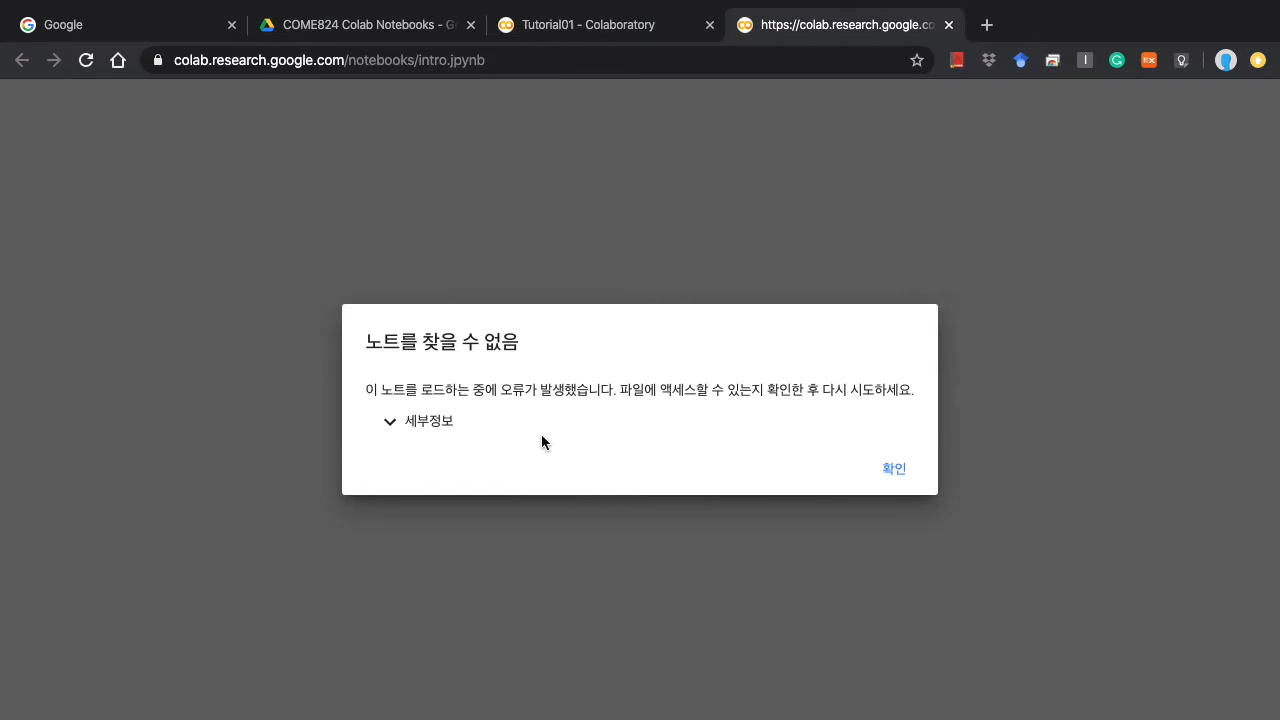 Google
COME824 Colab Notebooks - G
Tutorial01 - Colaboratory
https://colab.research.google.co
colab.research.google.com/notebooks/intro.jpynb
노트를 찾을 수 없음
이 노트를 로드하는 중에 오류가 발생했습니다. 파일에 액세스할 수 있는지 확인한 후 다시 시도하세요.
세부정보
확인